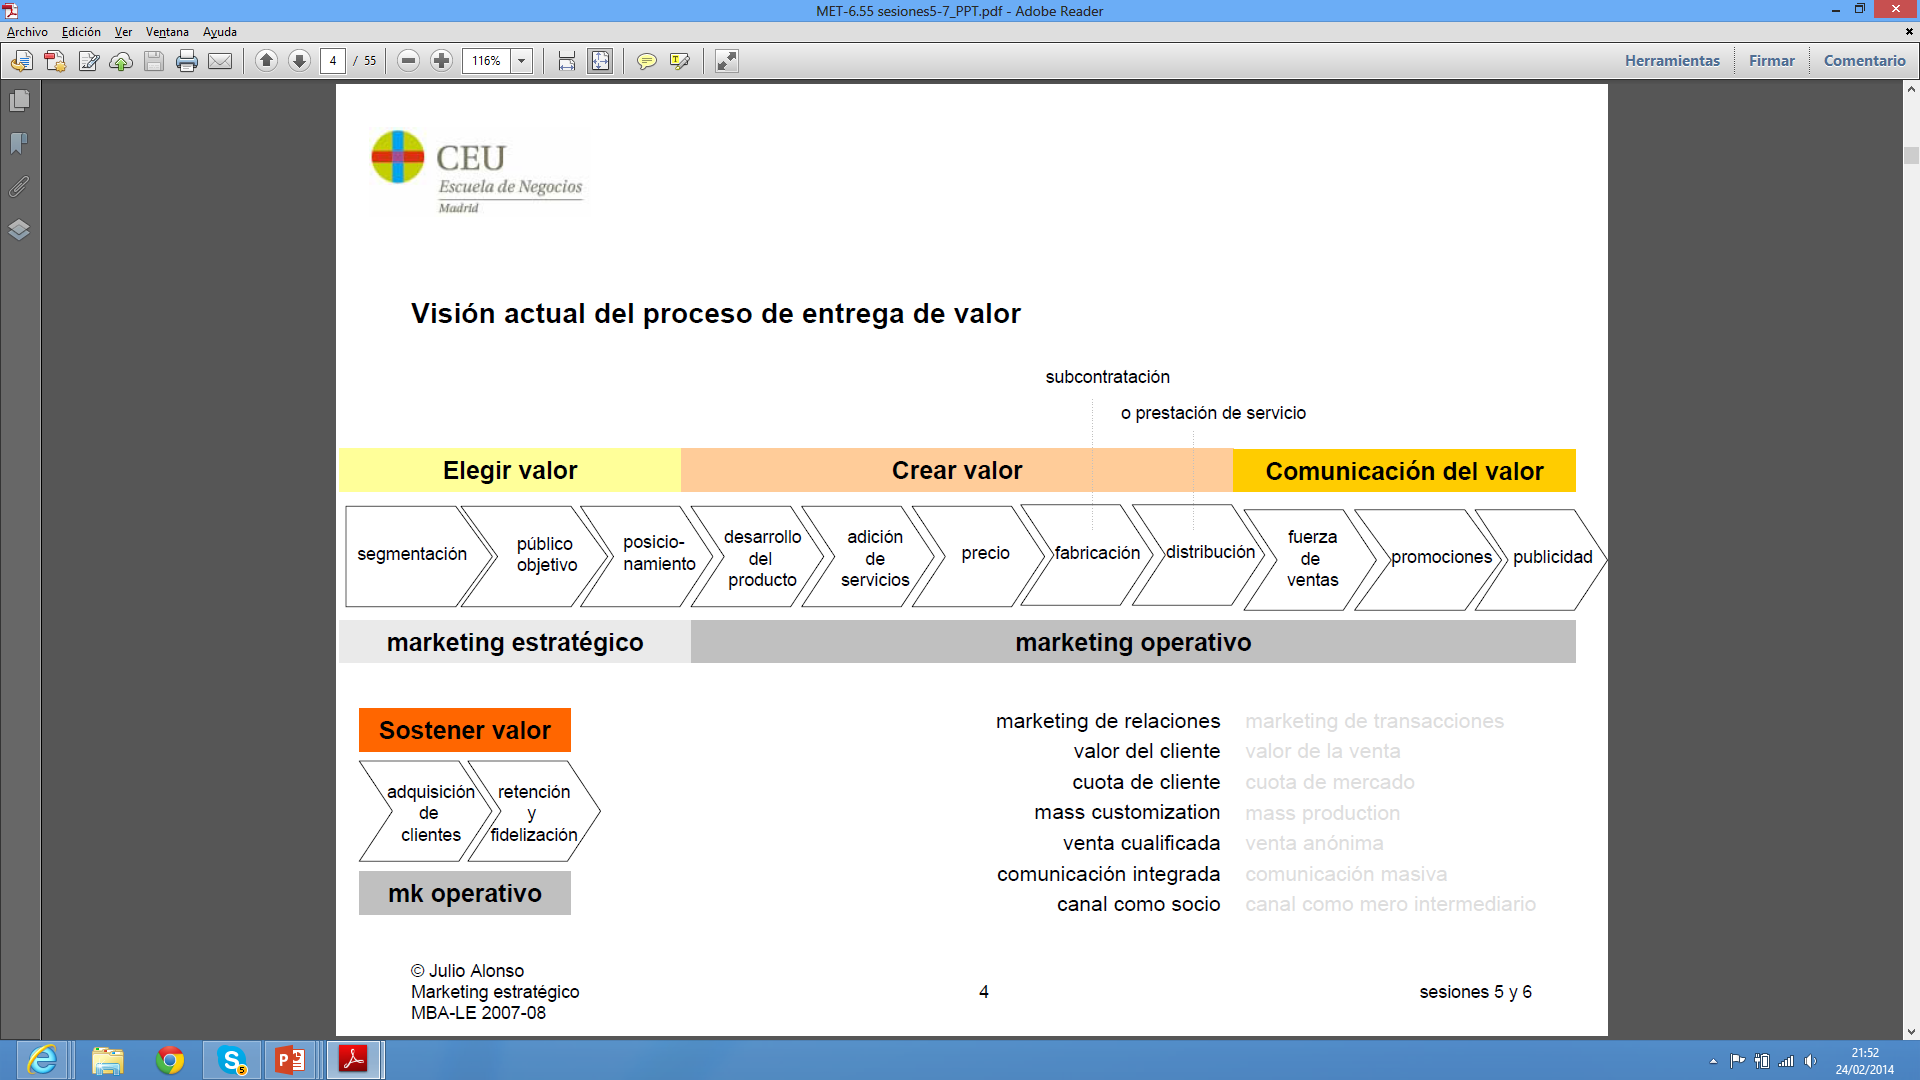 MET-6.55 sesiones5-7_PPT.pdf - Adobe Reader
Archivo Edición Ver Ventana Ayuda
4 / 55 116% Herramientas Firmar Comentario
CEU
Escuela de Negocios
Madrid
Visión actual del proceso de entrega de valor
subcontratación
o prestación de servicio
Elegir valor
Crear valor
Comunicación del valor
segmentación
público
objetivo
posicio-
namiento
desarrollo
del
producto
adición
de
servicios
precio
fabricación
distribución
fuerza
de
ventas
promociones
publicidad
marketing estratégico
marketing operativo
Sostener valor
adquisición
de
clientes
retención
y
fidelización
mk operativo
marketing de relaciones marketing de transacciones
valor del cliente valor de la venta
cuota de cliente cuota de mercado
mass customization mass production
venta cualificada venta anónima
comunicación integrada comunicación masiva
canal como socio canal como mero intermediario
© Julio Alonso
Marketing estratégico
MBA-LE 2007-08
4
sesiones 5 y 6
5
21:52
24/02/2014